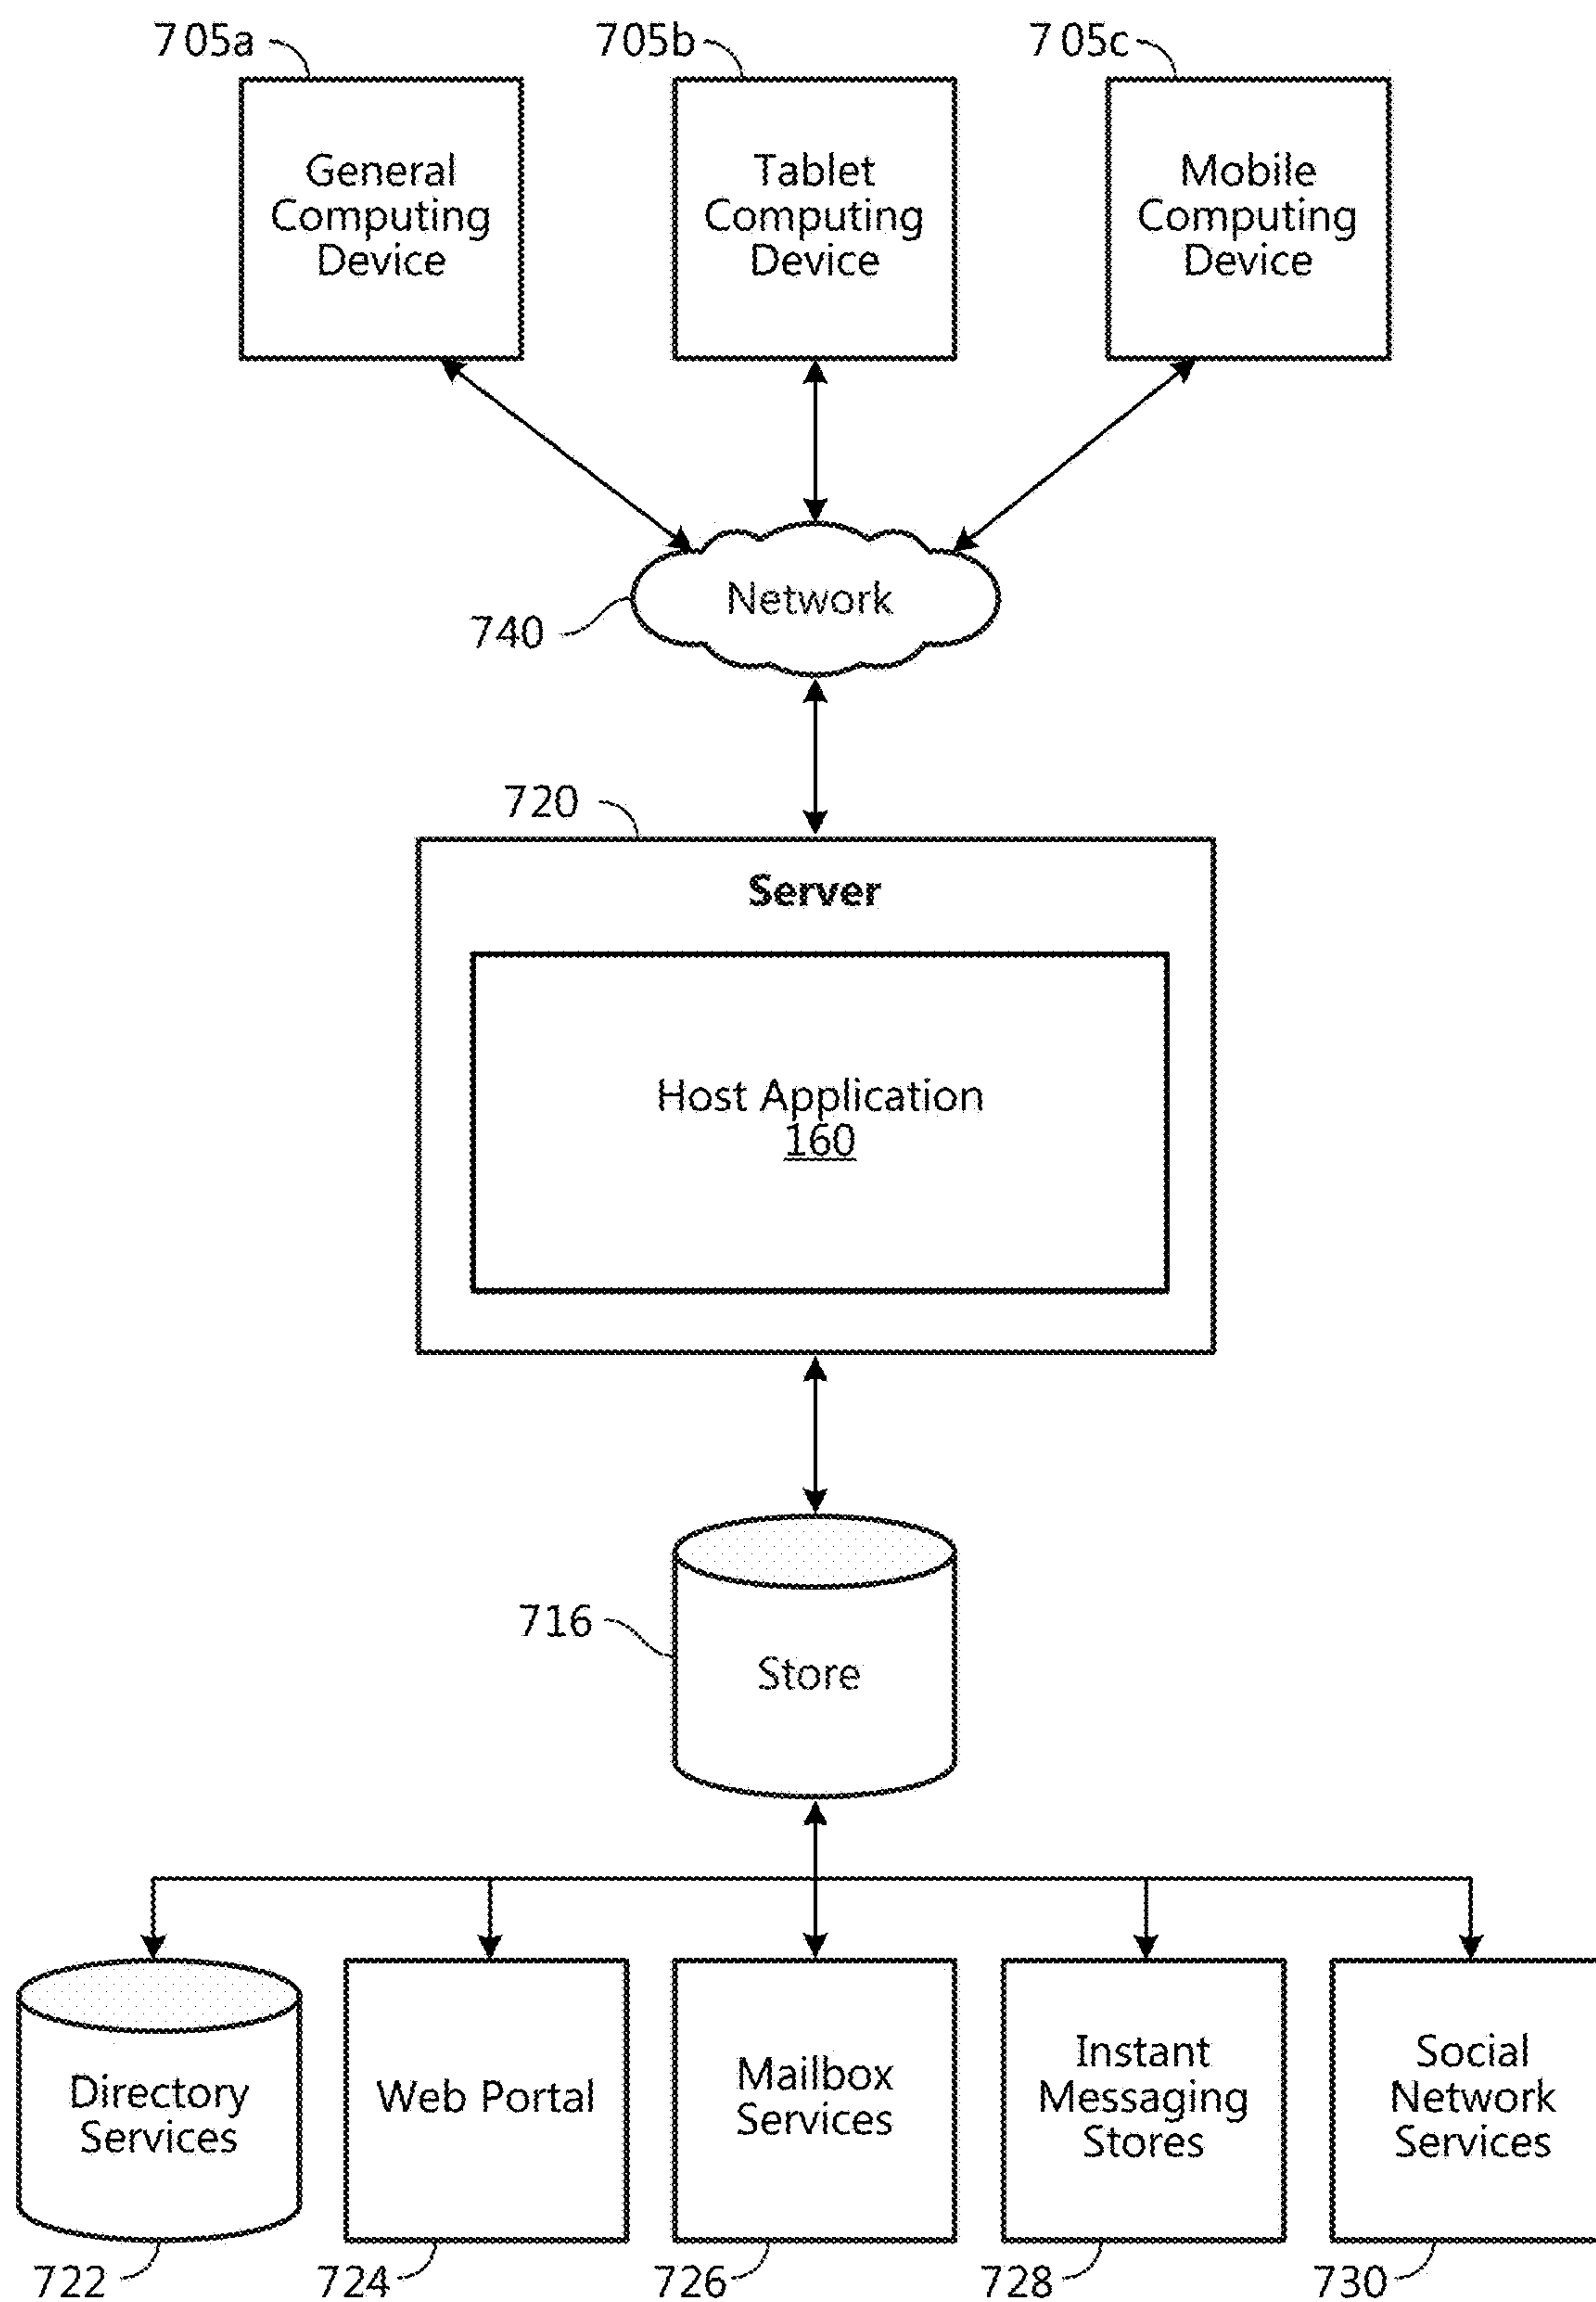 705a
705b
705c
General
Computing
Device
Tablet
Computing
Device
Mobile
Computing
Device
Network
740
720
Server
Host Application
160
716
Store
Directory
Services
Web Portal
Mailbox
Services
Instant
Messaging
Stores
Social
Network
Services
722
724
726
728
730